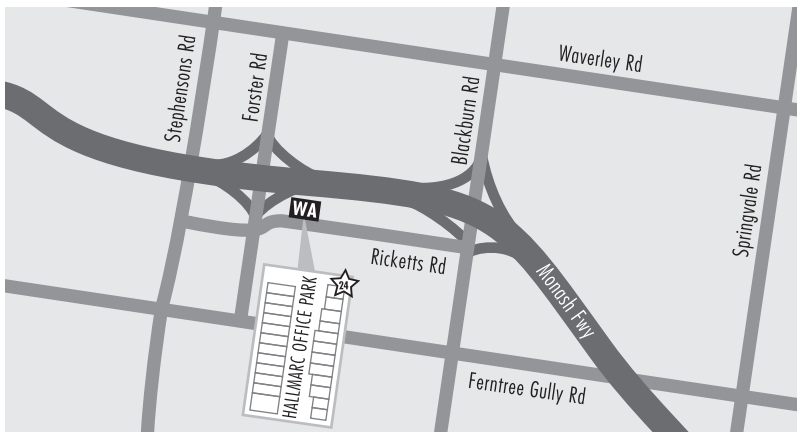 Waverley Rd
Stephensons Rd
Forster Rd
Blackburn Rd
Springvale Rd
WA
Ricketts Rd
24
HALLMARC OFFICE PARK
Monash Fwy
Ferntree Gully Rd